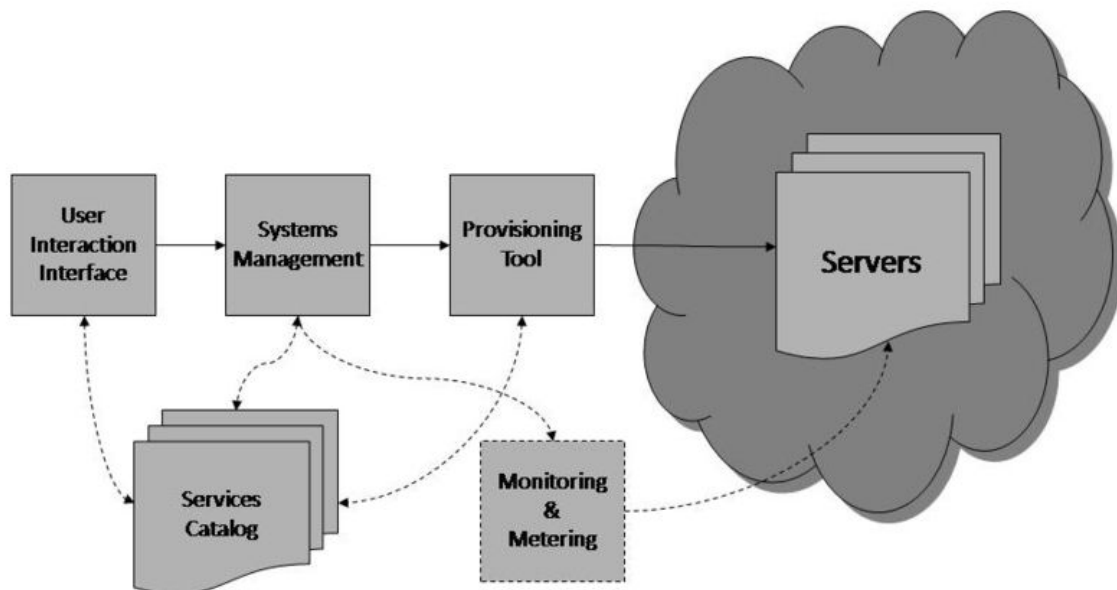 User
Interaction
Interface
Systems
Management
Provisioning
Tool
Servers
Services
Catalog
Monitoring
&
Metering